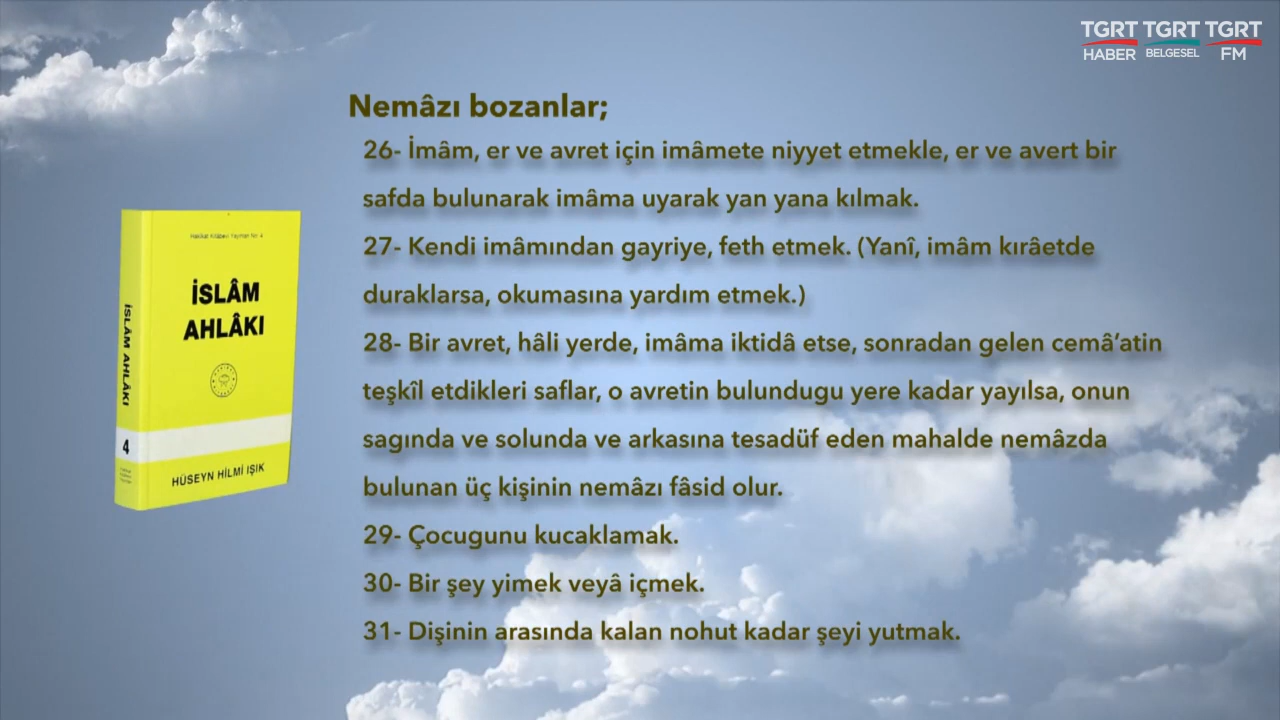 TGRT TGRT TGRT
HABER BELGESEL FM
Nemâzı bozanlar;
26- İmâm, er ve avret için imâmete niyyet etmekle, er ve avert bir
safda bulunarak imâma uyarak yan yana kılmak.
27- Kendi imâmından gayriye, feth etmek. (Yanî, imâm kırâetde
duraklarsa, okumasına yardım etmek.)
28- Bir avret, hâli yerde, imâma iktidâ etse, sonradan gelen cemâ'atin
teşkîl etdikleri saflar, o avretin bulundugu yere kadar yayılsa, onun
sagında ve solunda ve arkasına tesadüf eden mahalde nemâzda
bulunan üç kişinin nemâzı fâsid olur.
29- Çocugunu kucaklamak.
30- Bir şey yimek veyâ içmek.
31- Dişinin arasında kalan nohut kadar şeyi yutmak.
Hakîkat Kitâbevi Yayınları No: 4
İSLÂM
AHLÂKI
HÜSEYN HİLMİ IŞIK
İSLÂM AHLÂKI
4